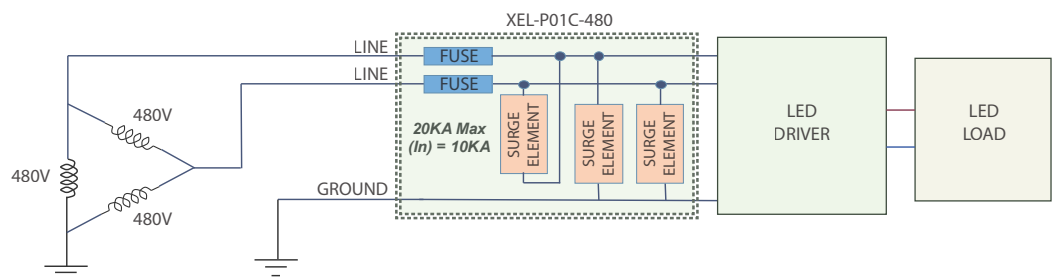 XEL-P01C-480
LINE
FUSE
LINE
FUSE
480V
480V
480V
20KA Max
(In) = 10KA
SURGE
ELEMENT
SURGE
ELEMENT
SURGE
ELEMENT
GROUND
LED
DRIVER
LED
LOAD